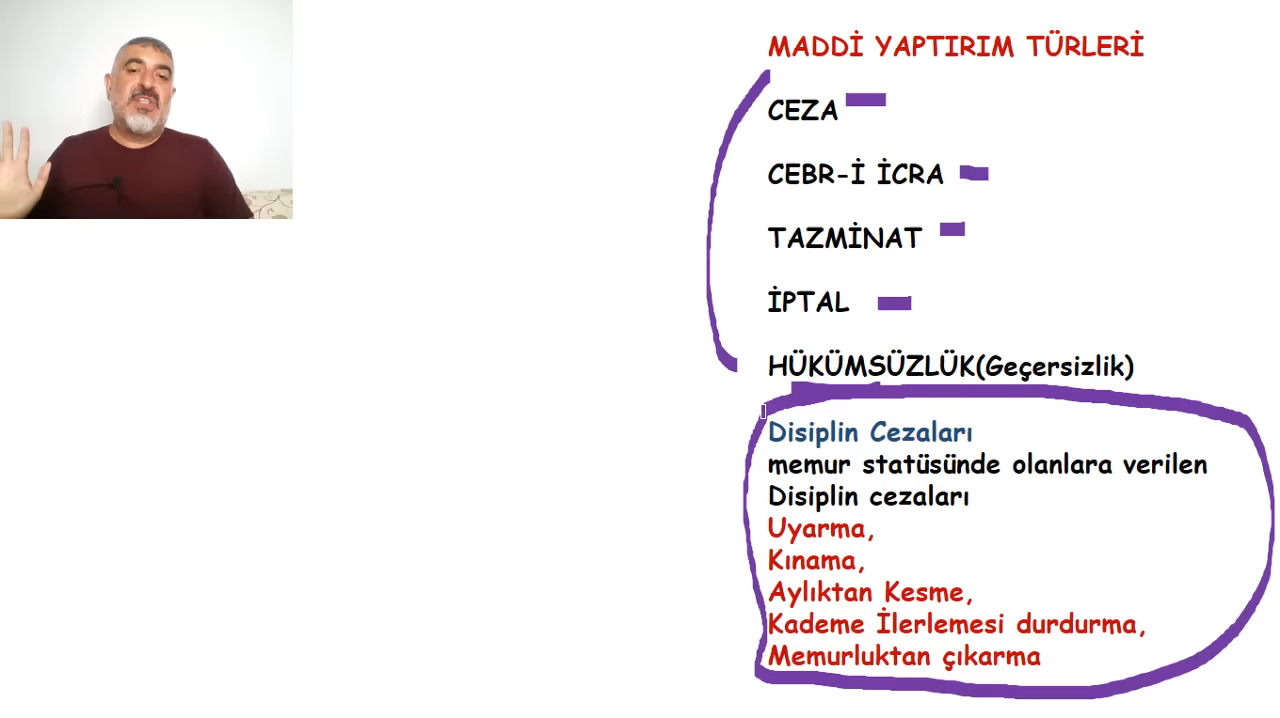 MADDİ YAPTIRIM TÜRLERİ
CEZA
CEBR-İ İCRA
TAZMİNAT
İPTAL
HÜKÜMSÜZLÜK(Geçersizlik)
Disiplin Cezaları
memur statüsünde olanlara verilen
Disiplin cezaları
Uyarma,
Kınama,
Aylıktan Kesme,
Kademe İlerlemesi durdurma,
Memurluktan çıkarma